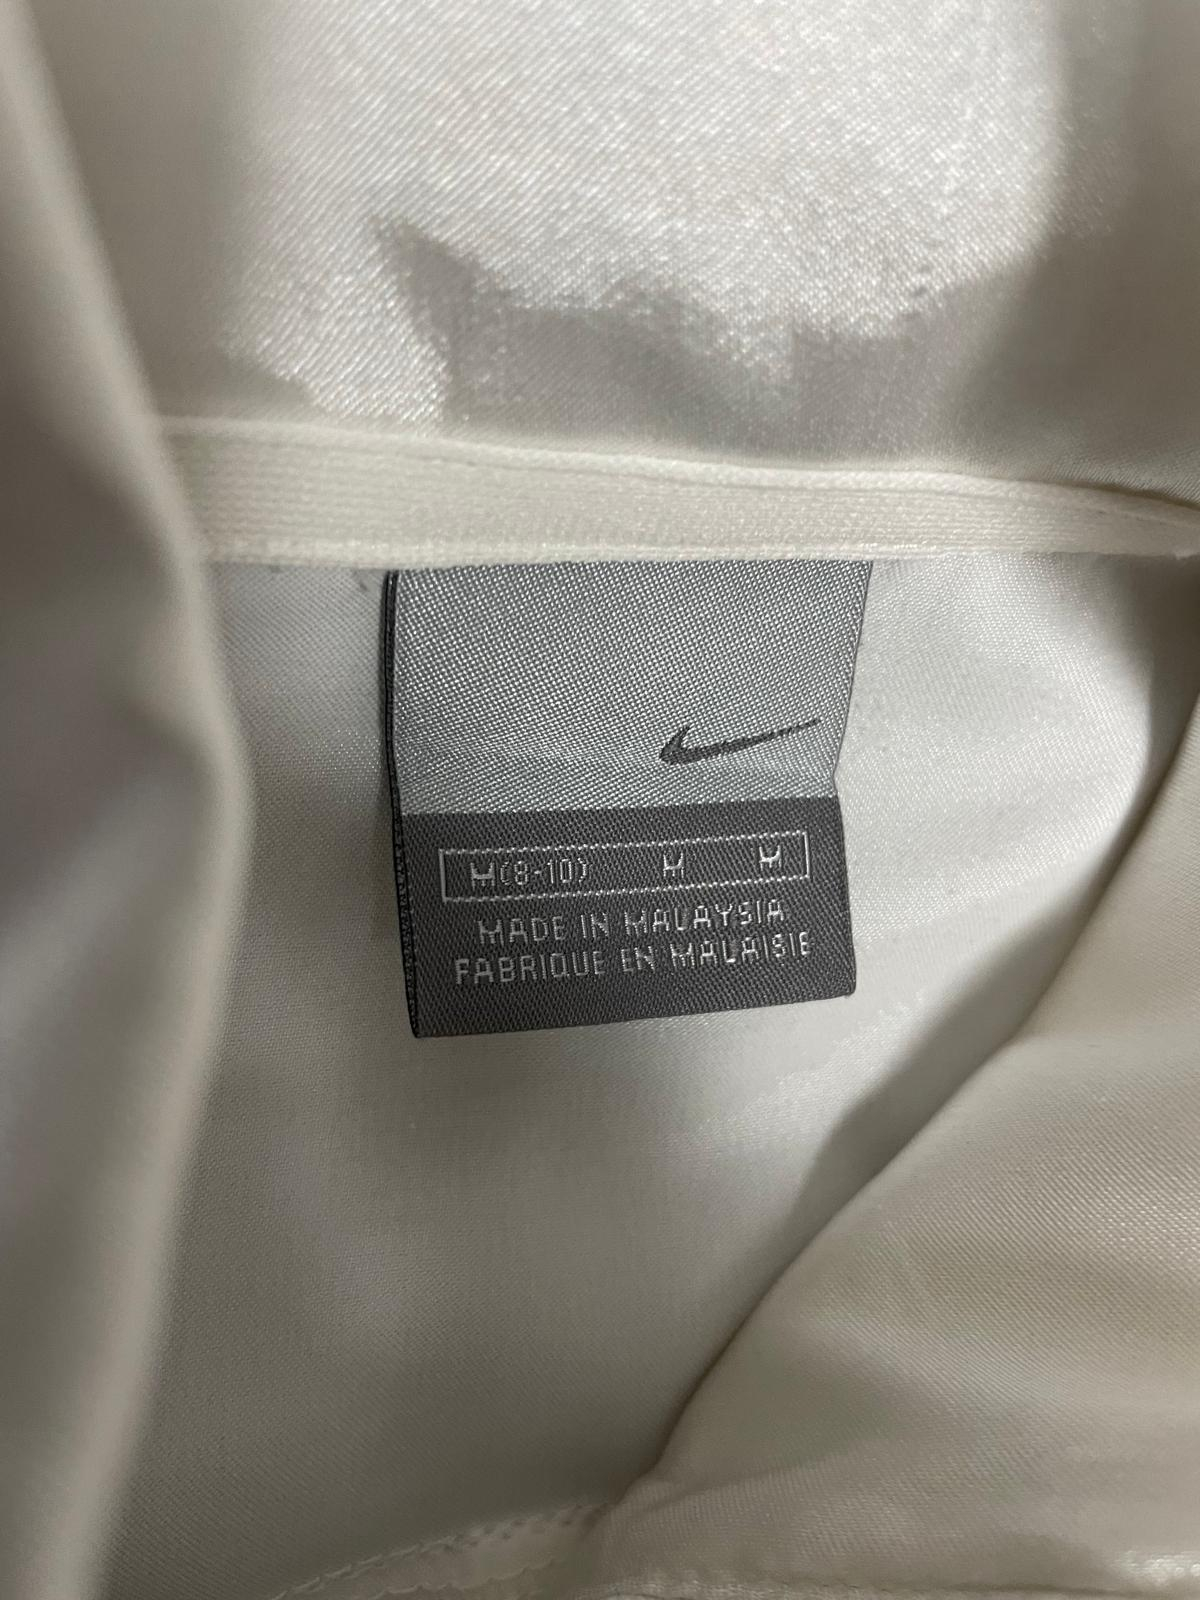 M(8-10) M M
MADE IN MALAYSIA
FABRIQUE EN MALAISIE